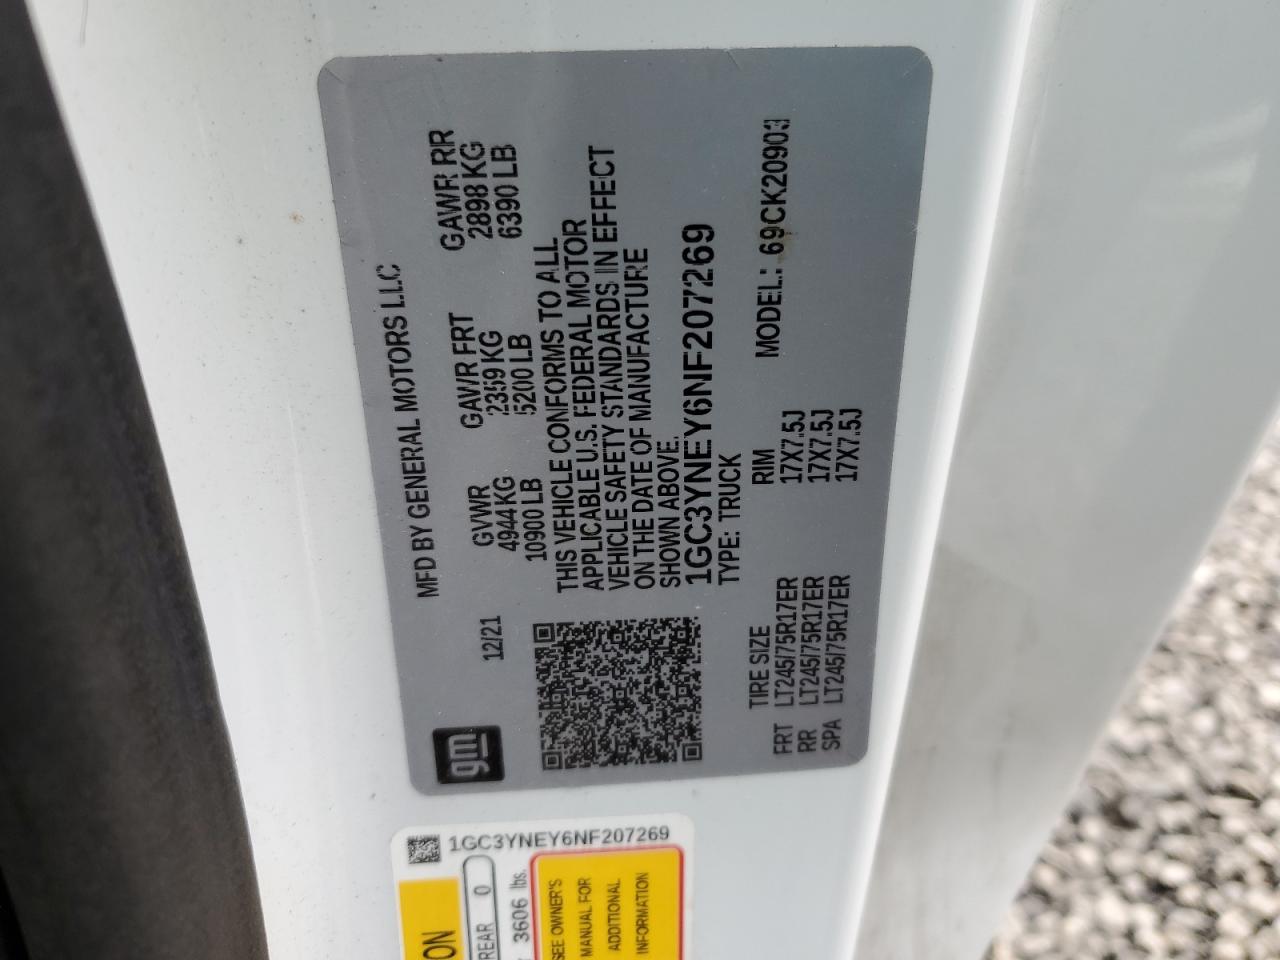 MFD BY GENERAL MOTORS LLC
gm 12/21
GVWR GAWR FRT GAWR RR
4944 KG 2359 KG 2898 KG
10900 LB 5200 LB 6390 LB
THIS VEHICLE CONFORMS TO ALL
APPLICABLE U.S. FEDERAL MOTOR
VEHICLE SAFETY STANDARDS IN EFFECT
ON THE DATE OF MANUFACTURE
SHOWN ABOVE.
1GC3YNEY6NF207269
TYPE: TRUCK
MODEL: 69CK20903
TIRE SIZE RIM
FRT LT245/75R17ER 17X7.5J
RR LT245/75R17ER 17X7.5J
SPA LT245/75R17ER 17X7.5J
1GC3YNEY6NF207269
REAR 0
3606 lbs.
SEE OWNER'S
MANUAL FOR
ADDITIONAL
INFORMATION